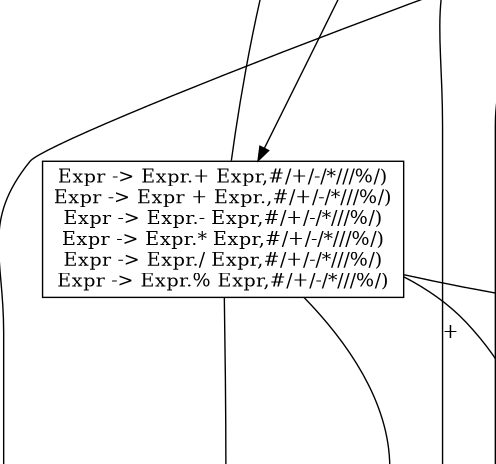 Expr -> Expr.+ Expr,#/+/-/*///%/)
Expr -> Expr + Expr.,#/+/-/*///%/)
Expr -> Expr.- Expr,#/+/-/*///%/)
Expr -> Expr.* Expr,#/+/-/*///%/)
Expr -> Expr./ Expr,#/+/-/*///%/)
Expr -> Expr.% Expr,#/+/-/*///%/)
+